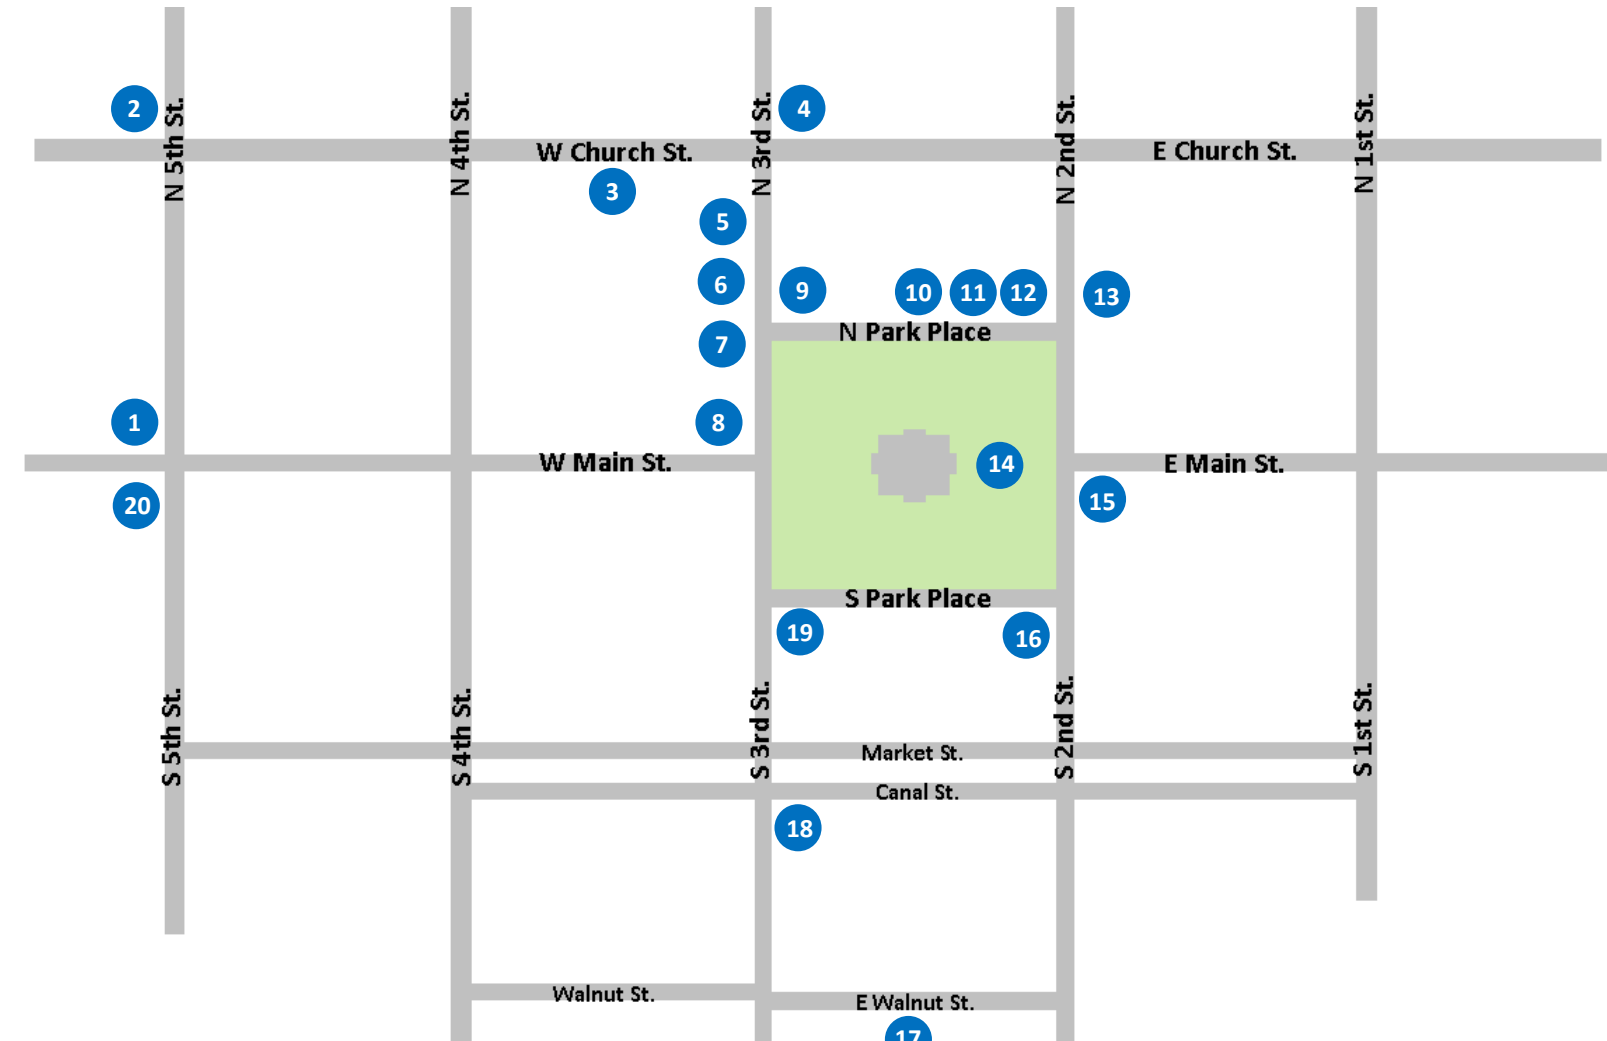 2
N 5th St.
N 4th St.
N 3rd St.
4
N 2nd St.
N 1st St.
W Church St.
E Church St.
3
5
6
9
10
11
12
13
N Park Place
7
1
8
W Main St.
14
E Main St.
20
15
S Park Place
19
16
S 5th St.
S 4th St.
S 3rd St.
S 2nd St.
S 1st St.
Market St.
Canal St.
18
Walnut St.
E Walnut St.
17